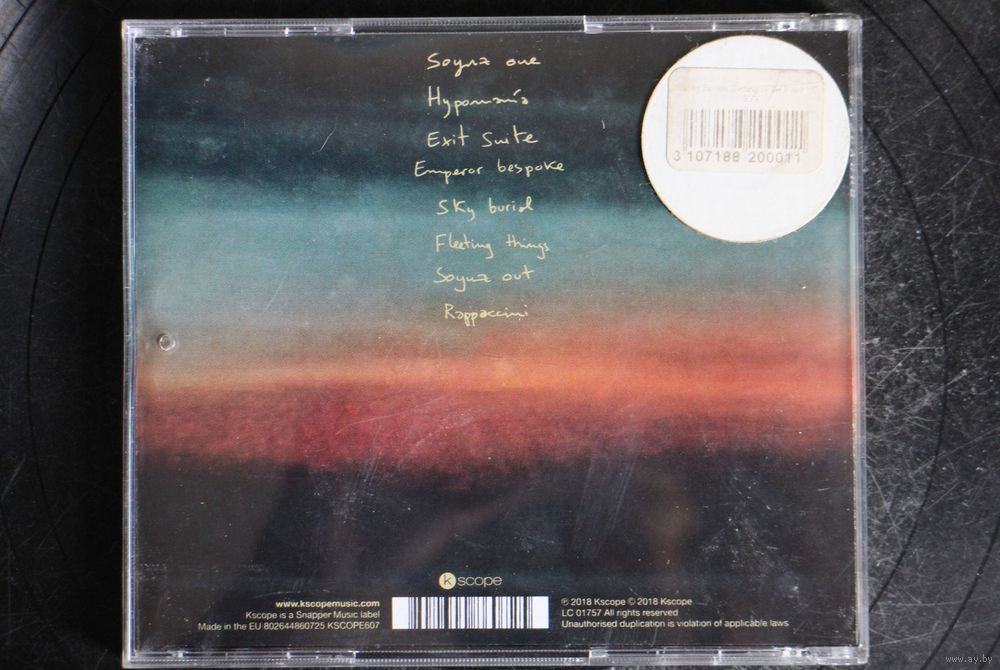 Soyuz one
Hypomania
Exit suite
Emperor bespoke
Sky burial
Fleeting things
Soyuz out
Rappaccini
3 107188 200011
k scope
www.kscopemusic.com
Kscope is a Snapper Music label
Made in the EU 802644860725 KSCOPE607
℗ 2018 Kscope © 2018 Kscope
LC 01757 All rights reserved
Unauthorised duplication is violation of applicable laws
www.ay.by